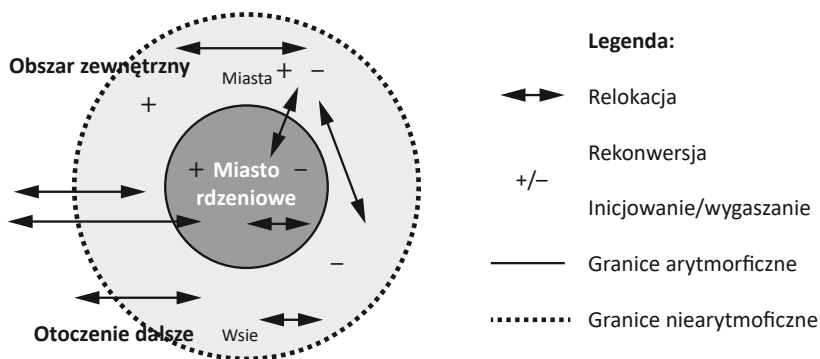 Obszar zewnętrzny
Miasta + –
+
+ Miasto –
rdzeniowe
–
Otoczenie dalsze
Wsie
Legenda:
Relokacja
Rekonwersja
+/–
Inicjowanie/wygaszanie
Granice arytmorficzne
Granice niearytmoficzne